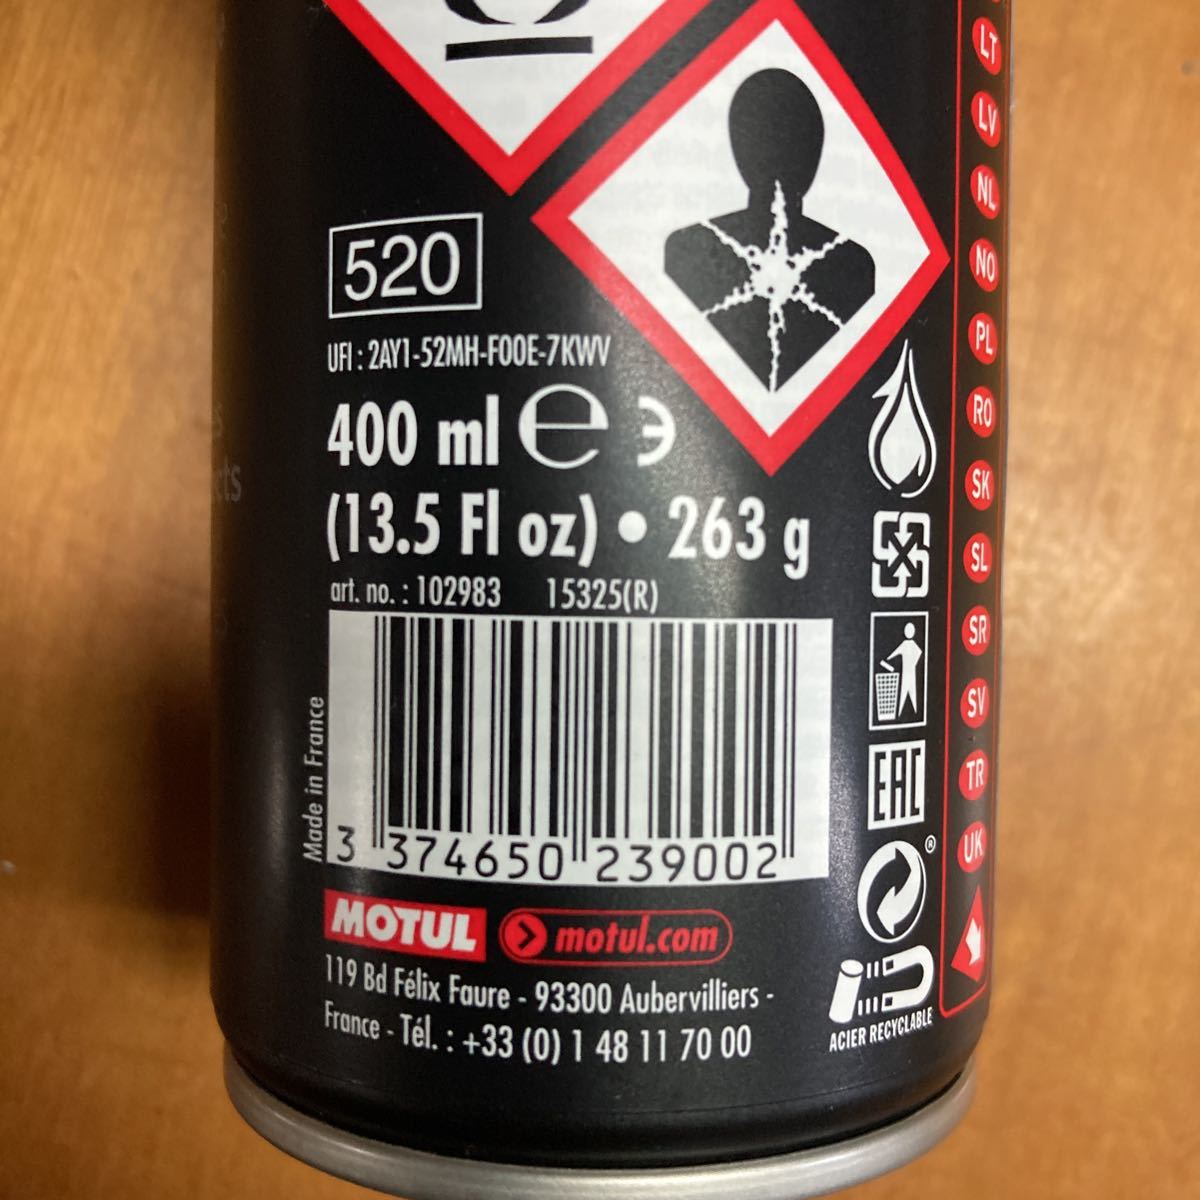 520
UFI : 2AY1-52MH-F00E-7KWV
400 ml ℮ э
(13.5 Fl oz) • 263 g
art. no. : 102983 15325(R)
Made in France
3 374650 239002
MOTUL motul.com
119 Bd Félix Faure - 93300 Aubervilliers -
France - Tél. : +33 (0) 1 48 11 70 00
LT
LV
NL
NO
PL
RO
SK
SL
SR
SV
TR
UK
EAC
®
ACIER RECYCLABLE